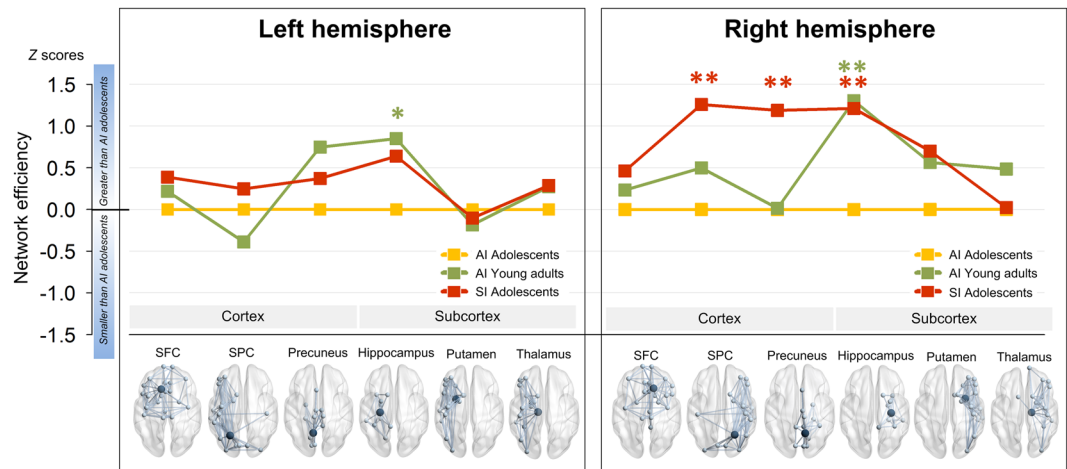 Left hemisphere
Right hemisphere
Z scores
Network efficiency
Greater than AI adolescents
Smaller than AI adolescents
1.5
1.0
0.5
0.0
-0.5
-1.0
-1.5
*
AI Adolescents
AI Young adults
SI Adolescents
Cortex
Subcortex
SFC
SPC
Precuneus
Hippocampus
Putamen
Thalamus
**
**
**
**
AI Adolescents
AI Young adults
SI Adolescents
Cortex
Subcortex
SFC
SPC
Precuneus
Hippocampus
Putamen
Thalamus